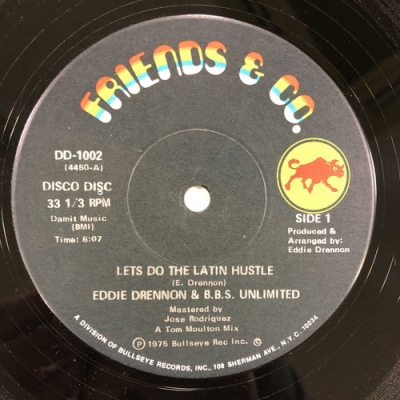 FRIENDS & CO.
DD-1002
(4450-A)
DISCO DISC
33 1/3 RPM
Damit Music
(BMI)
Time: 6:07
SIDE 1
Produced &
Arranged by:
Eddie Drennon
LETS DO THE LATIN HUSTLE
(E. Drennon)
EDDIE DRENNON & B.B.S. UNLIMITED
Mastered by
Jose Rodriquez
A Tom Moulton Mix
℗ 1975 Bullseye Rec Inc.
A DIVISION OF BULLSEYE RECORDS, INC., 108 SHERMAN AVE., N.Y.C. 10034